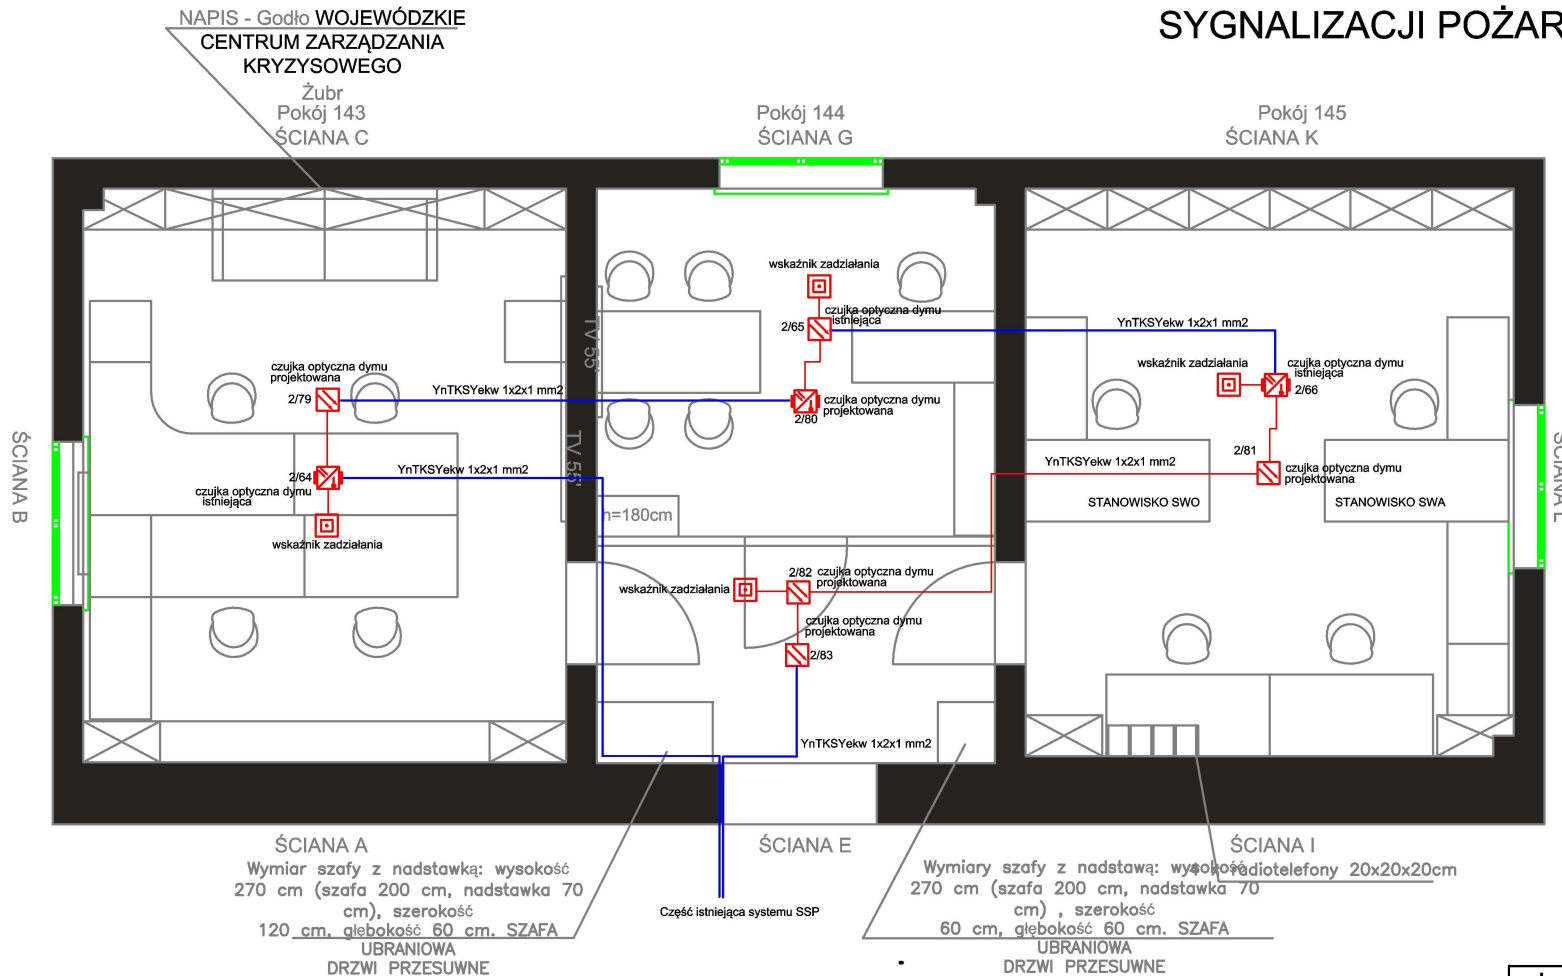 SYGNALIZACJI POŻAR
NAPIS - Godło WOJEWÓDZKIE
CENTRUM ZARZĄDZANIA
KRYZYSOWEGO
Żubr
Pokój 143
ŚCIANA C
Pokój 144
ŚCIANA G
Pokój 145
ŚCIANA K
wskaźnik zadziałania
czujka optyczna dymu
istniejąca
2/65
TV 55'
YnTKSYekw 1x2x1 mm2
wskaźnik zadziałania
czujka optyczna dymu
istniejąca
2/66
czujka optyczna dymu
projektowana
2/79
YnTKSYekw 1x2x1 mm2
czujka optyczna dymu
projektowana
2/80
ŚCIANA B
TV 55'
2/64
YnTKSYekw 1x2x1 mm2
czujka optyczna dymu
istniejąca
wskaźnik zadziałania
h=180cm
YnTKSYekw 1x2x1 mm2
2/81
czujka optyczna dymu
projektowana
STANOWISKO SWO
STANOWISKO SWA
ŚCIANA L
2/82
czujka optyczna dymu
projektowana
wskaźnik zadziałania
czujka optyczna dymu
projektowana
2/83
YnTKSYekw 1x2x1 mm2
ŚCIANA A
ŚCIANA E
ŚCIANA I
Wymiar szafy z nadstawką: wysokość
270 cm (szafa 200 cm, nadstawka 70
cm), szerokość
120 cm, głębokość 60 cm. SZAFA
UBRANIOWA
DRZWI PRZESUWNE
Część istniejąca systemu SSP
Wymiary szafy z nadstawą: wysokość
270 cm (szafa 200 cm, nadstawka 70
cm) , szerokość
60 cm, głębokość 60 cm. SZAFA
UBRANIOWA
DRZWI PRZESUWNE
4 radiotelefony 20x20x20cm